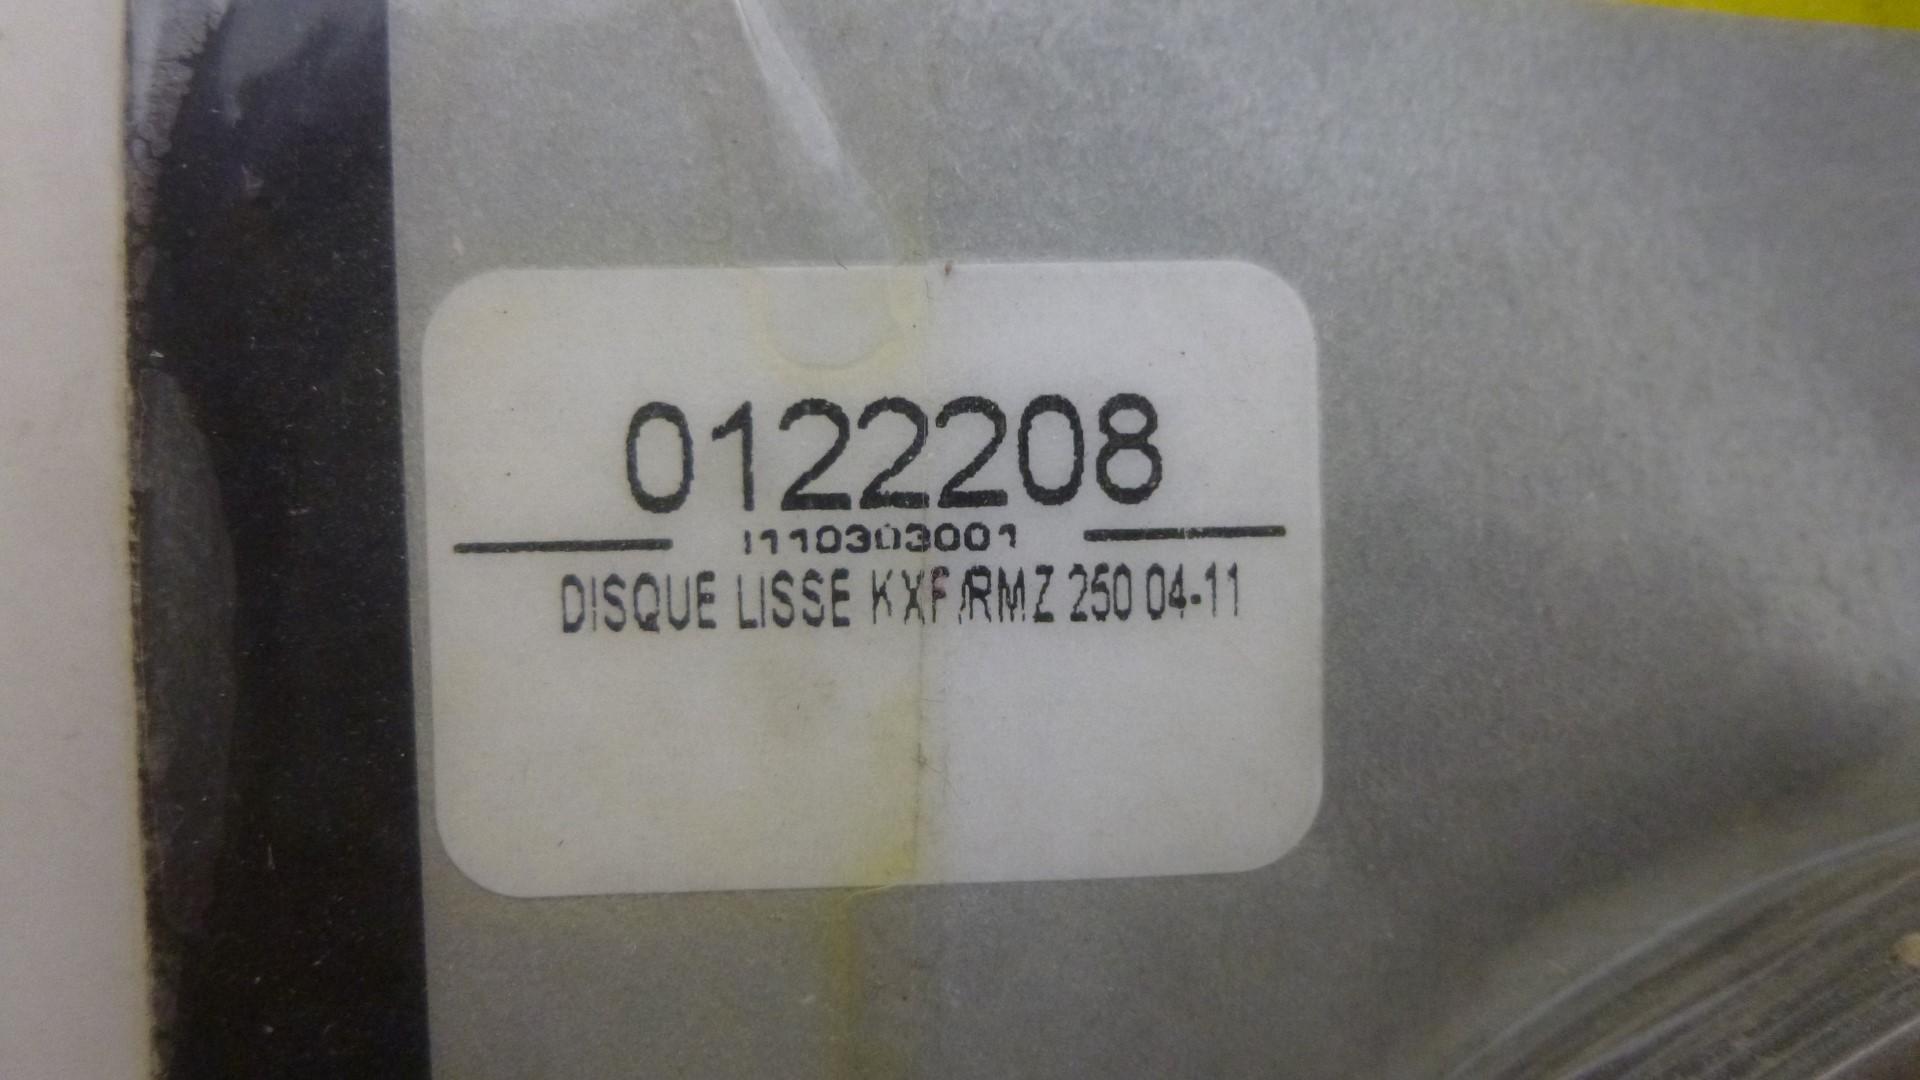 0122208
I110303001
DISQUE LISSE KXF/RMZ 250 04-11